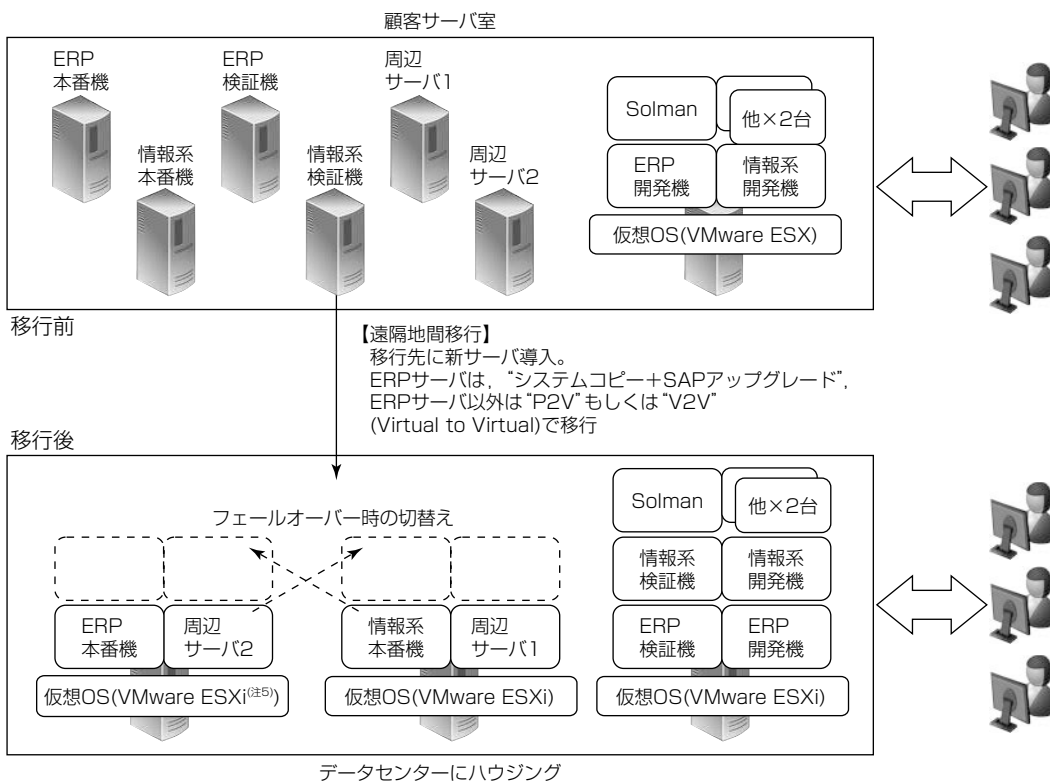 顧客サーバ室
ERP
本番機
ERP
検証機
周辺
サーバ1
情報系
本番機
情報系
検証機
周辺
サーバ2
Solman
他×2台
ERP
開発機
情報系
開発機
仮想OS(VMware ESX)
移行前
【遠隔地間移行】
移行先に新サーバ導入。
ERPサーバは,“システムコピー+SAPアップグレード”,
ERPサーバ以外は“P2V”もしくは“V2V”
(Virtual to Virtual)で移行
移行後
フェールオーバー時の切替え
Solman
他×2台
情報系
検証機
情報系
開発機
ERP
本番機
周辺
サーバ2
情報系
本番機
周辺
サーバ1
ERP
検証機
ERP
開発機
仮想OS(VMware ESXi(注5))
仮想OS(VMware ESXi)
仮想OS(VMware ESXi)
データセンターにハウジング